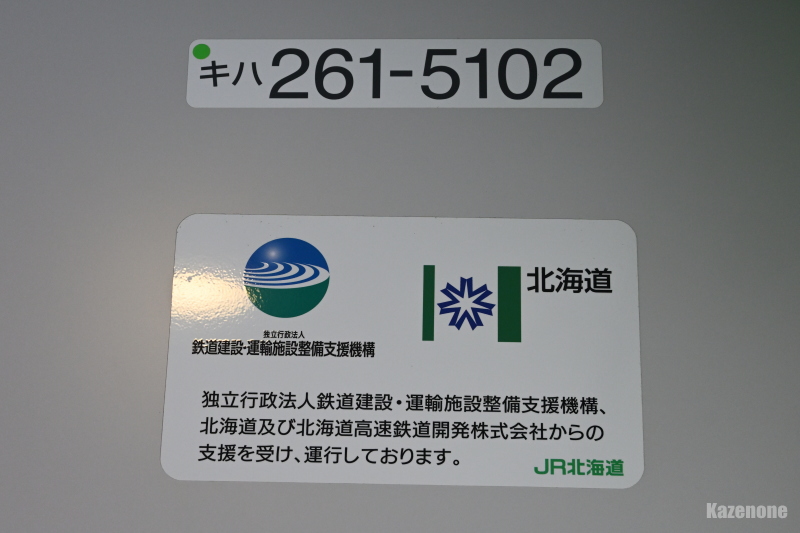 キハ261-5102
独立行政法人
鉄道建設・運輸施設整備支援機構
北海道
独立行政法人鉄道建設・運輸施設整備支援機構、
北海道及び北海道高速鉄道開発株式会社からの
支援を受け、運行しております。
JR北海道
Kazenone